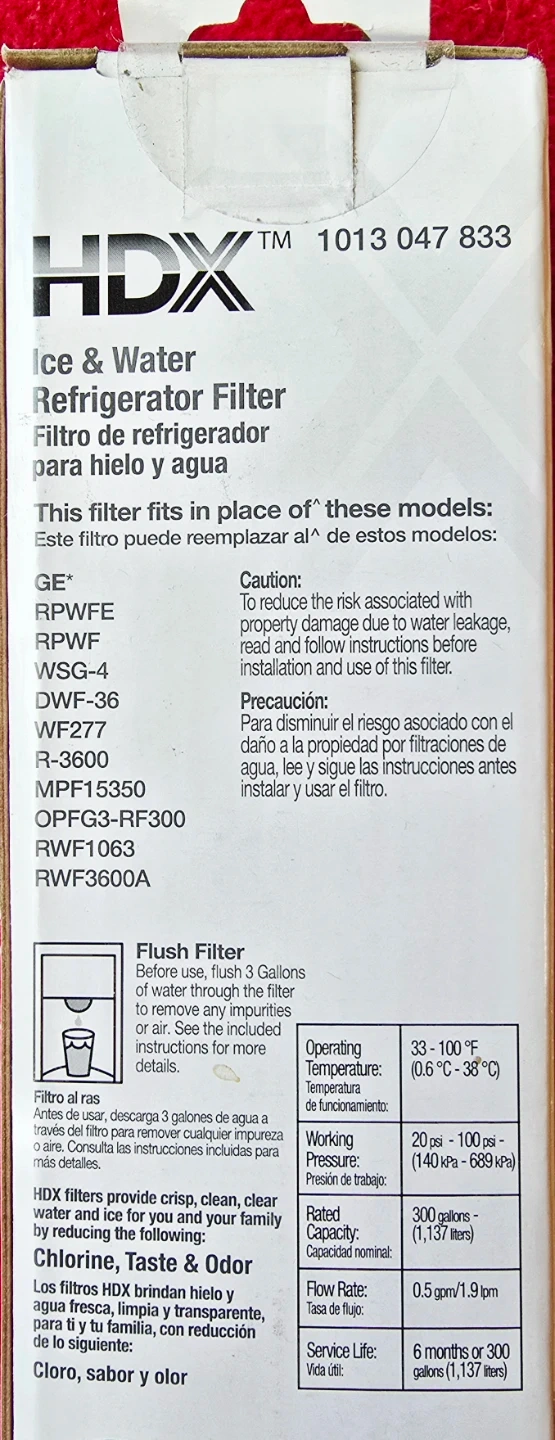 HDX™ 1013 047 833
Ice & Water
Refrigerator Filter
Filtro de refrigerador
para hielo y agua
This filter fits in place of^ these models:
Este filtro puede reemplazar al^ de estos modelos:
GE*
RPWFE
RPWF
WSG-4
DWF-36
WF277
R-3600
MPF15350
OPFG3-RF300
RWF1063
RWF3600A
Caution:
To reduce the risk associated with
property damage due to water leakage,
read and follow instructions before
installation and use of this filter.
Precaución:
Para disminuir el riesgo asociado con el
daño a la propiedad por filtraciones de
agua, lee y sigue las instrucciones antes
instalar y usar el filtro.
Flush Filter
Before use, flush 3 Gallons
of water through the filter
to remove any impurities
or air. See the included
instructions for more
details.
Filtro al ras
Antes de usar, descarga 3 galones de agua a
través del filtro para remover cualquier impureza
o aire. Consulta las instrucciones incluidas para
más detalles.
HDX filters provide crisp, clean, clear
water and ice for you and your family
by reducing the following:
Chlorine, Taste & Odor
Los filtros HDX brindan hielo y
agua fresca, limpia y transparente,
para ti y tu familia, con reducción
de lo siguiente:
Cloro, sabor y olor
Operating 33 - 100 °F
Temperature: (0.6 °C - 38 °C)
Temperatura
de funcionamiento:
Working 20 psi - 100 psi -
Pressure: (140 kPa - 689 kPa)
Presión de trabajo:
Rated 300 gallons -
Capacity: (1,137 liters)
Capacidad nominal:
Flow Rate: 0.5 gpm/1.9 lpm
Tasa de flujo:
Service Life: 6 months or 300
Vida útil: gallons (1,137 liters)